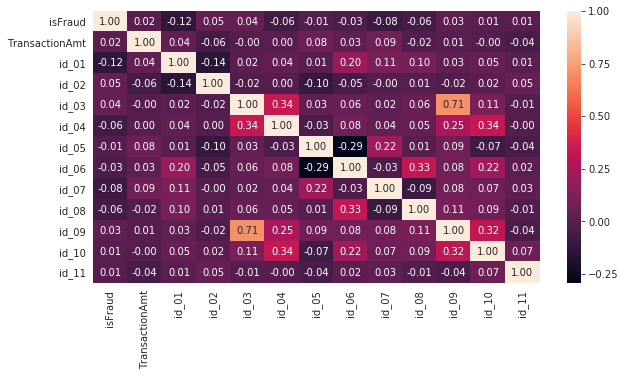 isFraud 1.00 0.02 -0.12 0.05 0.04 -0.06 -0.01 -0.03 -0.08 -0.06 0.03 0.01 0.01
TransactionAmt 0.02 1.00 0.04 -0.06 -0.00 0.00 0.08 0.03 0.09 -0.02 0.01 -0.00 -0.04
id_01 -0.12 0.04 1.00 -0.14 0.02 0.04 0.01 0.20 0.11 0.10 0.03 0.05 0.01
id_02 0.05 -0.06 -0.14 1.00 -0.02 0.00 -0.10 -0.05 -0.00 0.01 -0.02 0.02 0.05
id_03 0.04 -0.00 0.02 -0.02 1.00 0.34 0.03 0.06 0.02 0.06 0.71 0.11 -0.01
id_04 -0.06 0.00 0.04 0.00 0.34 1.00 -0.03 0.08 0.04 0.05 0.25 0.34 -0.00
id_05 -0.01 0.08 0.01 -0.10 0.03 -0.03 1.00 -0.29 0.22 0.01 0.09 -0.07 -0.04
id_06 -0.03 0.03 0.20 -0.05 0.06 0.08 -0.29 1.00 -0.03 0.33 0.08 0.22 0.02
id_07 -0.08 0.09 0.11 -0.00 0.02 0.04 0.22 -0.03 1.00 -0.09 0.08 0.07 0.03
id_08 -0.06 -0.02 0.10 0.01 0.06 0.05 0.01 0.33 -0.09 1.00 0.11 0.09 -0.01
id_09 0.03 0.01 0.03 -0.02 0.71 0.25 0.09 0.08 0.08 0.11 1.00 0.32 -0.04
id_10 0.01 -0.00 0.05 0.02 0.11 0.34 -0.07 0.22 0.07 0.09 0.32 1.00 0.07
id_11 0.01 -0.04 0.01 0.05 -0.01 -0.00 -0.04 0.02 0.03 -0.01 -0.04 0.07 1.00
isFraud
TransactionAmt
id_01
id_02
id_03
id_04
id_05
id_06
id_07
id_08
id_09
id_10
id_11
1.00
0.75
0.50
0.25
0.00
−0.25